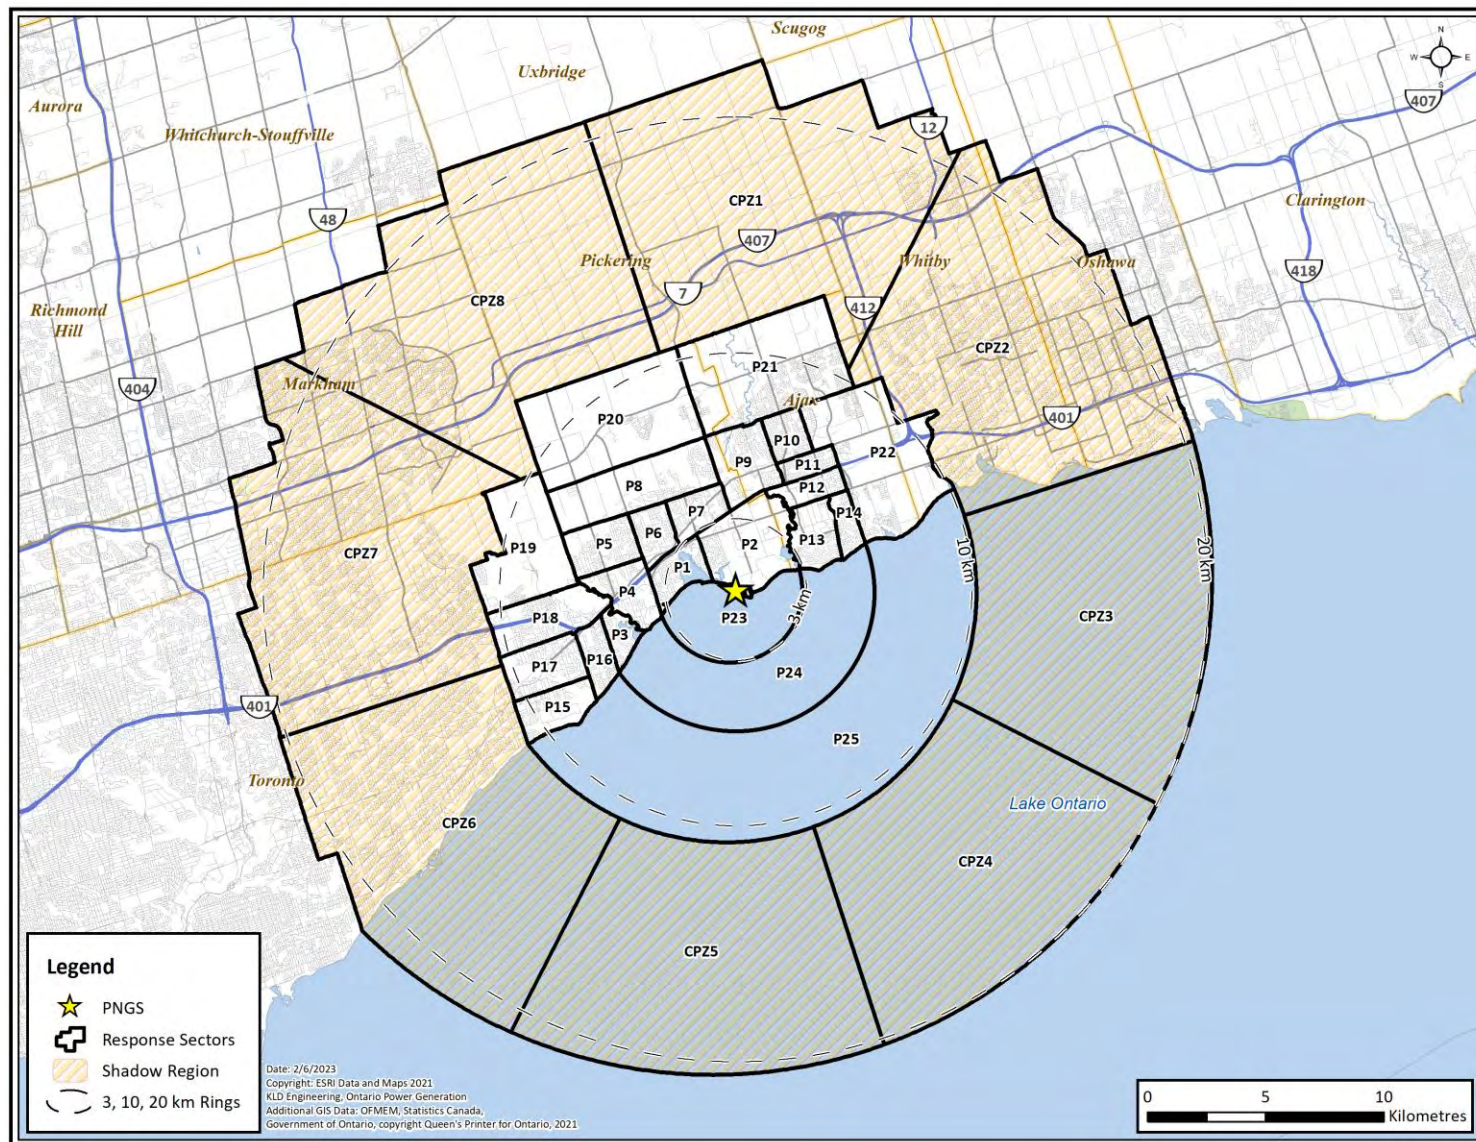 Scugog
N
W E
S
Uxbridge
Aurora
407
Whitchurch-Stouffville
12
CPZ1
Clarington
48
407
Pickering
Whitby
Oshawa
418
7
CPZ8
412
Richmond
Hill
CPZ2
P21
404
Markham
Ajax
401
P20
P10
P22
P9
P11
P8
P12
P7
P14
P6
P13
P5
P2
CPZ7
P19
10 km
20 km
P1
P4
3 km
P18
P23
CPZ3
P3
P16
P17
P24
401
P15
P25
Toronto
Lake Ontario
CPZ6
CPZ4
CPZ5
Legend
PNGS
Response Sectors
Shadow Region
3, 10, 20 km Rings
Date: 2/6/2023
Copyright: ESRI Data and Maps 2021
KLD Engineering, Ontario Power Generation
Additional GIS Data: OFMEM, Statistics Canada,
Government of Ontario, copyright Queen's Printer for Ontario, 2021
0 5 10
Kilometres